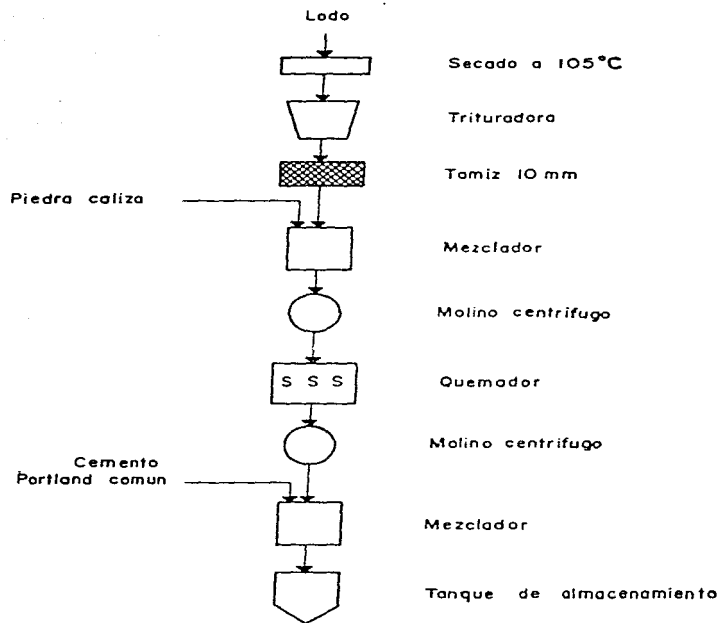 Lodo
Secado a 105°C
Trituradora
Tamiz 10 mm
Piedra caliza
Mezclador
Molino centrifugo
S S S
Quemador
Molino centrifugo
Cemento
Portland comun
Mezclador
Tanque de almacenamiento